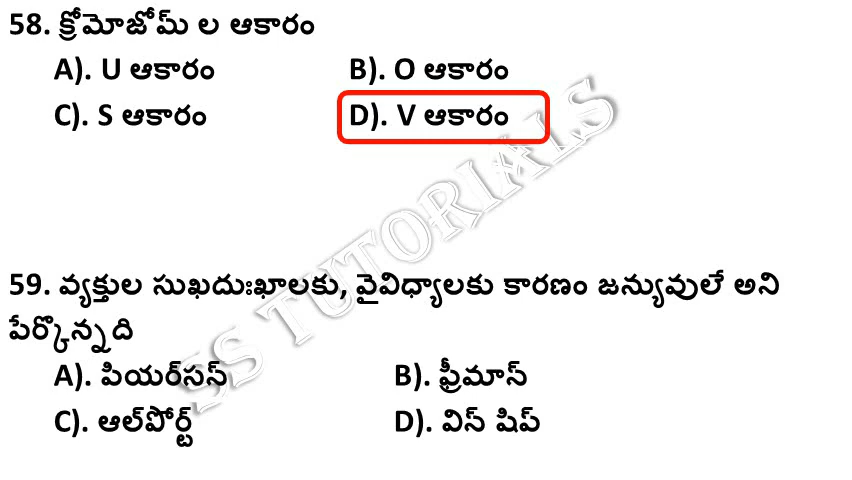 58. క్రోమోజోమ్ ల ఆకారం
A). U ఆకారం B). O ఆకారం
C). S ఆకారం D). V ఆకారం
SS TUTORIALS
59. వ్యక్తుల సుఖదుఃఖాలకు, వైవిధ్యాలకు కారణం జన్యువులే అని
పేర్కొన్నది
A). పియర్‌సన్ B). ఫ్రీమాన్
C). ఆల్‌పోర్ట్ D). విన్ షిప్